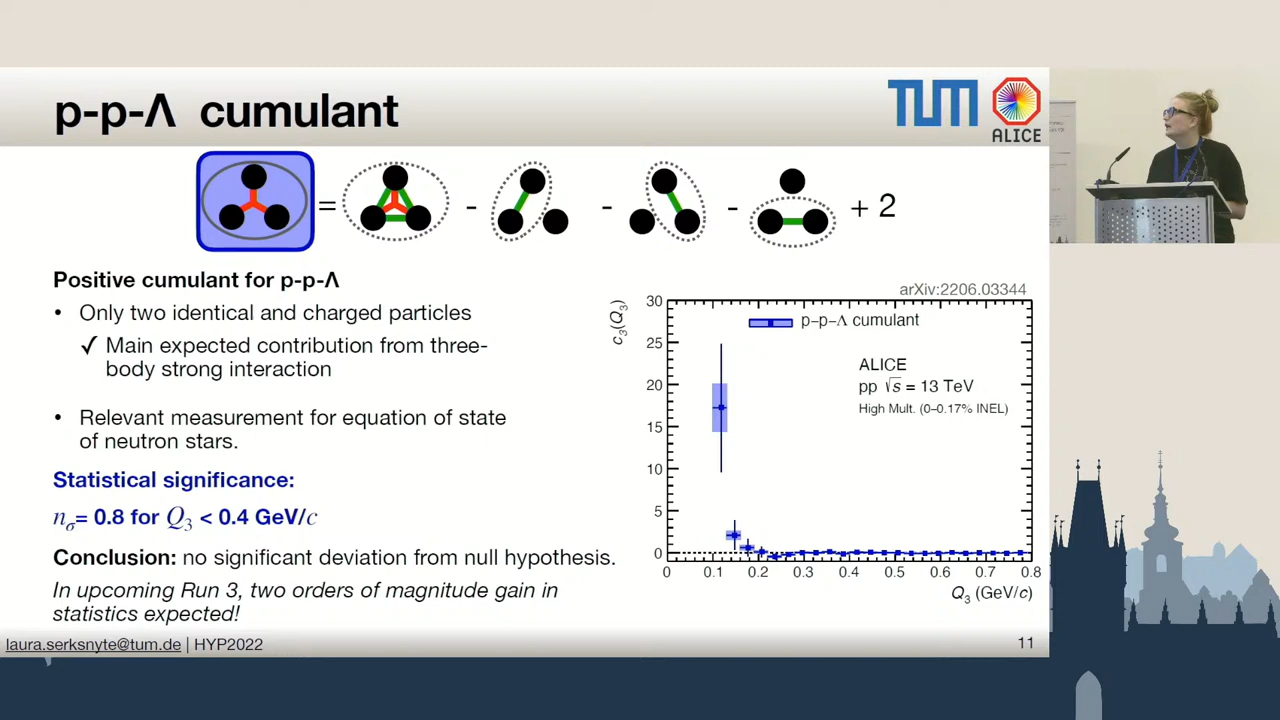 p-p-Λ cumulant
TUM
ALICE
= - - - + 2
Positive cumulant for p-p-Λ
• Only two identical and charged particles
✓ Main expected contribution from three-
body strong interaction
• Relevant measurement for equation of state
of neutron stars.
Statistical significance:
nσ= 0.8 for Q3 < 0.4 GeV/c
Conclusion: no significant deviation from null hypothesis.
In upcoming Run 3, two orders of magnitude gain in
statistics expected!
arXiv:2206.03344
c3(Q3)
30
25
20
15
10
5
0
p-p-Λ cumulant
ALICE
pp √s = 13 TeV
High Mult. (0-0.17% INEL)
0 0.1 0.2 0.3 0.4 0.5 0.6 0.7 0.8
Q3 (GeV/c)
laura.serksnyte@tum.de | HYP2022
11